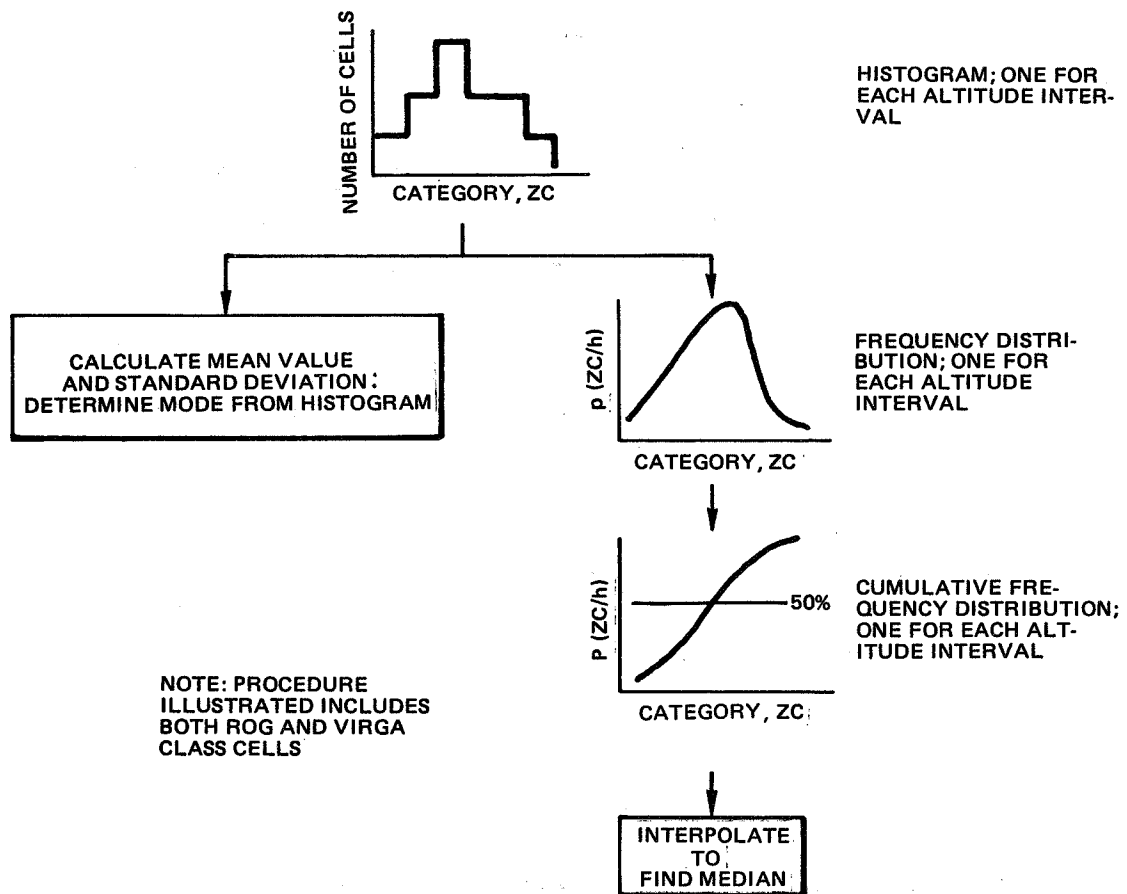 NUMBER OF CELLS
CATEGORY, ZC
HISTOGRAM; ONE FOR
EACH ALTITUDE INTER-
VAL
CALCULATE MEAN VALUE
AND STANDARD DEVIATION:
DETERMINE MODE FROM HISTOGRAM
p (ZC/h)
CATEGORY, ZC
FREQUENCY DISTRI-
BUTION; ONE FOR
EACH ALTITUDE
INTERVAL
P (ZC/h)
50%
CATEGORY, ZC
CUMULATIVE FRE-
QUENCY DISTRIBUTION;
ONE FOR EACH ALT-
ITUDE INTERVAL
NOTE: PROCEDURE
ILLUSTRATED INCLUDES
BOTH ROG AND VIRGA
CLASS CELLS
INTERPOLATE
TO
FIND MEDIAN